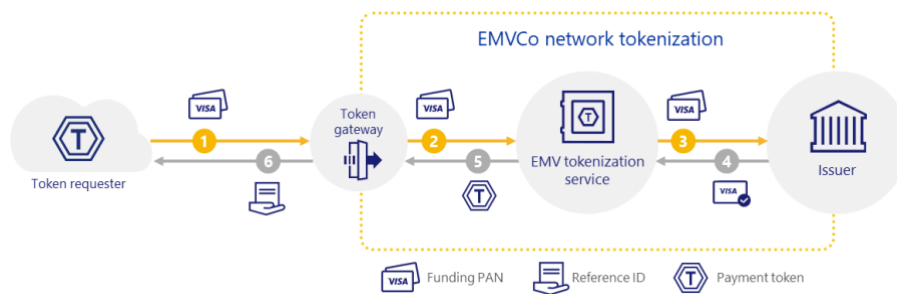 EMVCo network tokenization
VISA
VISA
VISA
Token
gateway
T
T
1
2
3
6
5
4
Token requester
EMV tokenization
service
Issuer
T
VISA
VISA
Funding PAN
Reference ID
T
Payment token